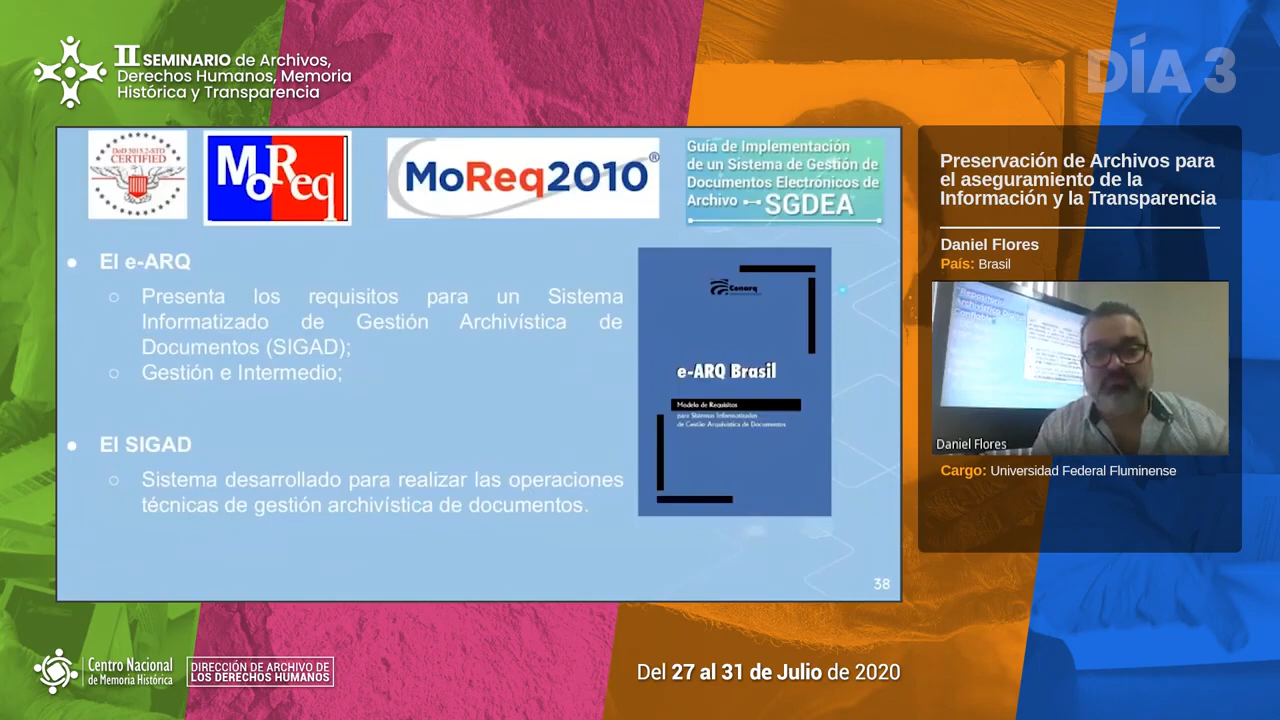 II SEMINARIO de Archivos,
Derechos Humanos, Memoria
Histórica y Transparencia
DÍA 3
DoD 5015.2-STD
CERTIFIED
MoReq
MoReq2010®
Guía de Implementación
de un Sistema de Gestión de
Documentos Electrónicos de
Archivo SGDEA
El e-ARQ
Presenta los requisitos para un Sistema
Informatizado de Gestión Archivística de
Documentos (SIGAD);
Gestión e Intermedio;
El SIGAD
Sistema desarrollado para realizar las operaciones
técnicas de gestión archivística de documentos.
Conarq
e-ARQ Brasil
Modelo de Requisitos
para Sistemas Informatizados
de Gestão Arquivística de Documentos
38
Preservación de Archivos para
el aseguramiento de la
Información y la Transparencia
Daniel Flores
País: Brasil
Daniel Flores
Cargo: Universidad Federal Fluminense
Centro Nacional
de Memoria Histórica
DIRECCIÓN DE ARCHIVO DE
LOS DERECHOS HUMANOS
Del 27 al 31 de Julio de 2020